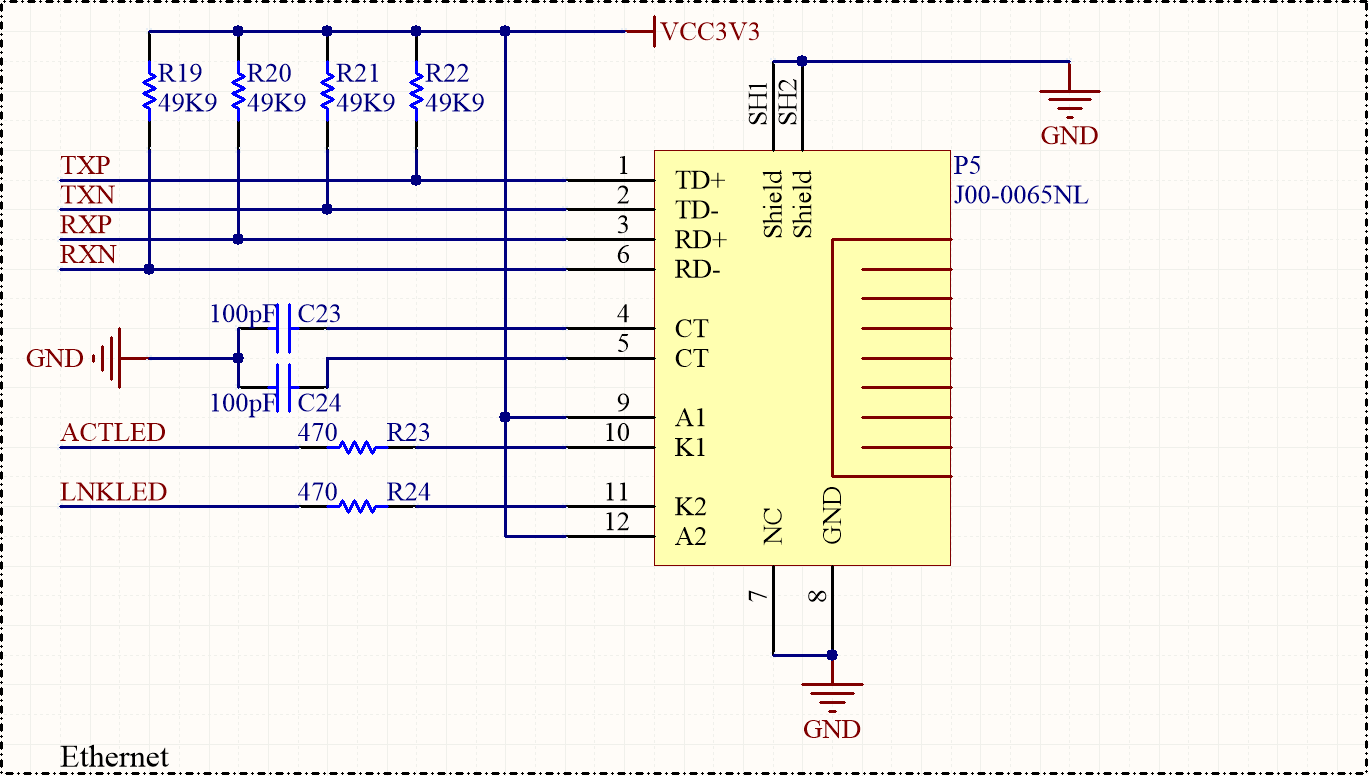 VCC3V3
R19
49K9
R20
49K9
R21
49K9
R22
49K9
SH1
SH2
GND
P5
J00-0065NL
TXP
TXN
RXP
RXN
1
2
3
6
TD+
TD-
RD+
RD-
Shield
Shield
100pF C23
100pF C24
GND
4
5
CT
CT
9
10
A1
K1
ACTLED
470 R23
LNKLED
470 R24
11
12
K2
A2
NC
GND
7
8
GND
Ethernet